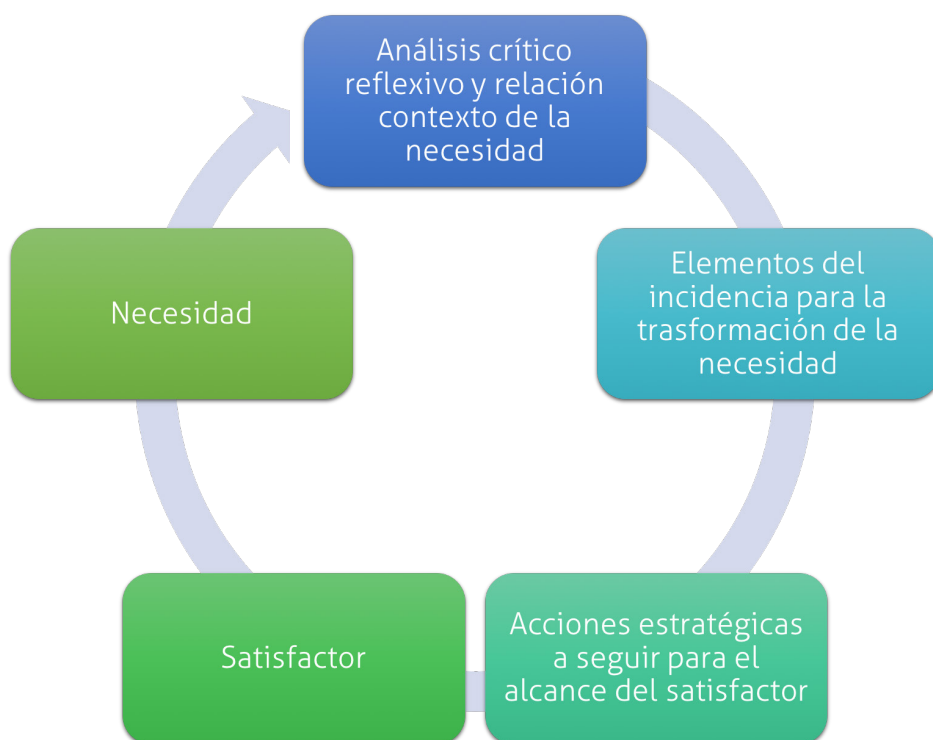 Análisis crítico
reflexivo y relación
contexto de la
necesidad
Elementos del
incidencia para la
trasformación de la
necesidad
Acciones estratégicas
a seguir para el
alcance del satisfactor
Satisfactor
Necesidad